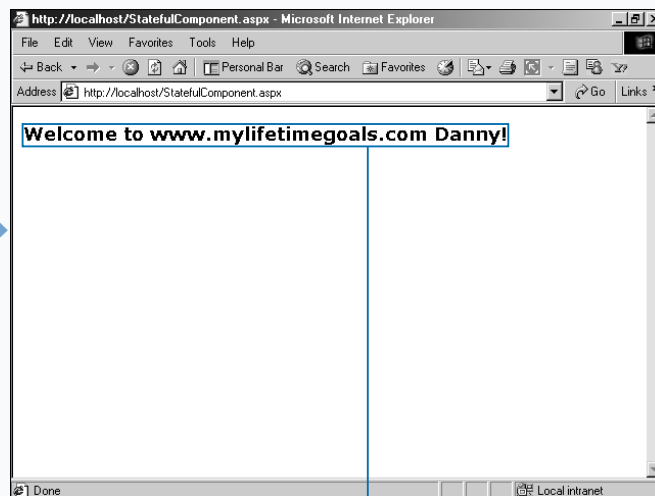 http://localhost/StatefulComponent.aspx - Microsoft Internet Explorer
File Edit View Favorites Tools Help
Back Personal Bar Search Favorites
Address http://localhost/StatefulComponent.aspx Go Links
Welcome to www.mylifetimegoals.com Danny!
Done Local intranet